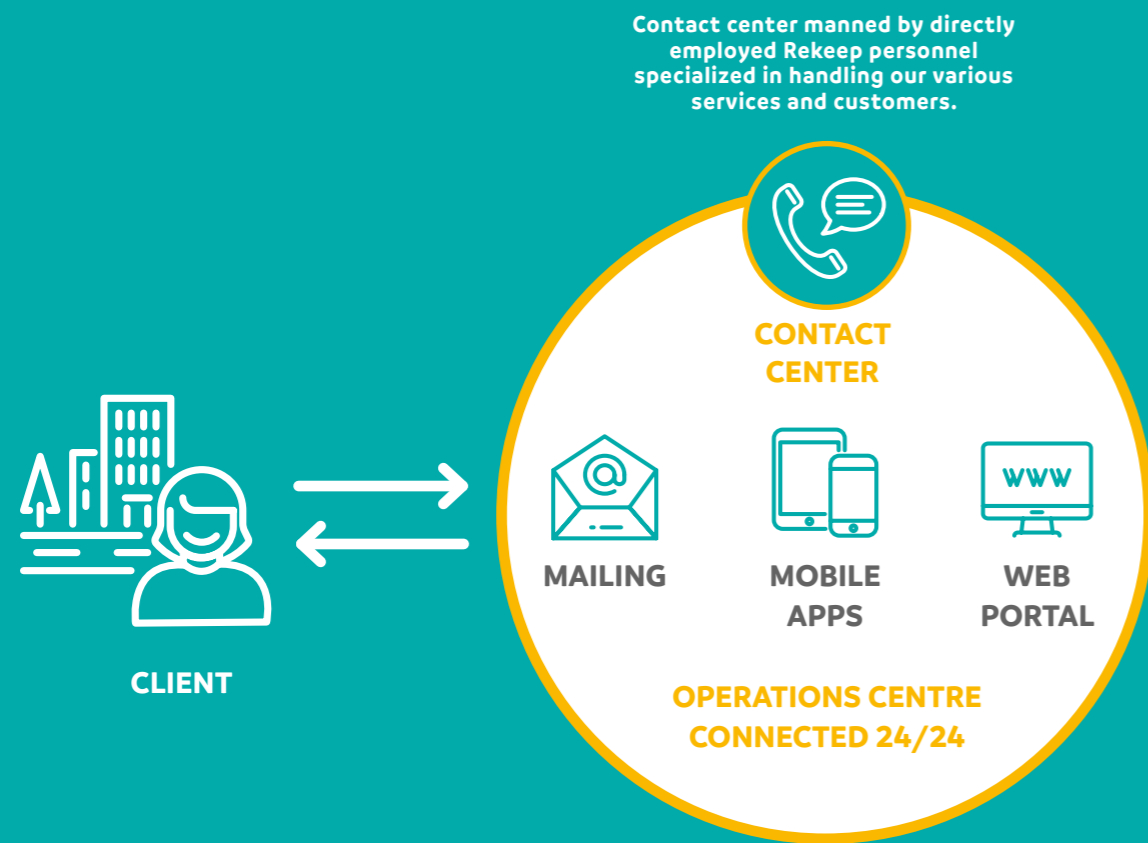 Contact center manned by directly
employed Rekeep personnel
specialized in handling our various
services and customers.
CONTACT
CENTER
@
WWW
MAILING
MOBILE
APPS
WEB
PORTAL
CLIENT
OPERATIONS CENTRE
CONNECTED 24/24